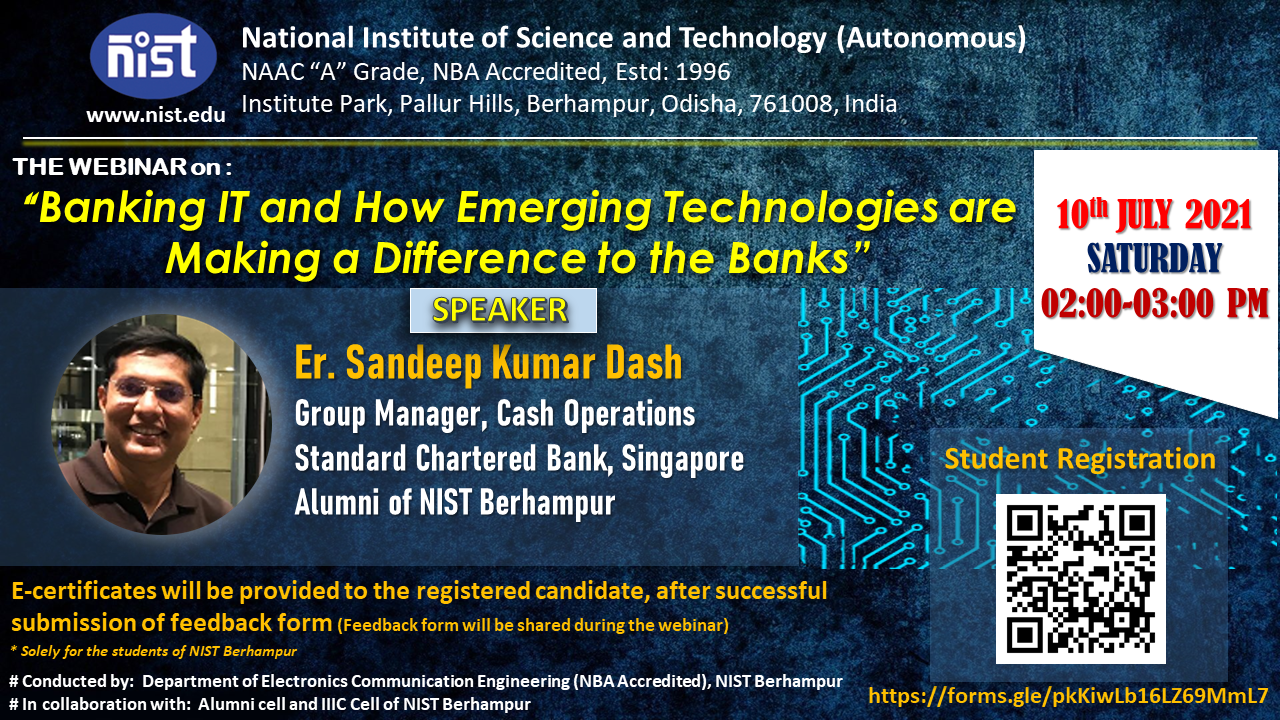 nist
www.nist.edu
National Institute of Science and Technology (Autonomous)
NAAC “A” Grade, NBA Accredited, Estd: 1996
Institute Park, Pallur Hills, Berhampur, Odisha, 761008, India
THE WEBINAR on :
“Banking IT and How Emerging Technologies are
Making a Difference to the Banks”
10th JULY 2021
SATURDAY
02:00-03:00 PM
SPEAKER
Er. Sandeep Kumar Dash
Group Manager, Cash Operations
Standard Chartered Bank, Singapore
Alumni of NIST Berhampur
Student Registration
E-certificates will be provided to the registered candidate, after successful
submission of feedback form (Feedback form will be shared during the webinar)
* Solely for the students of NIST Berhampur
# Conducted by: Department of Electronics Communication Engineering (NBA Accredited), NIST Berhampur
# In collaboration with: Alumni cell and IIIC Cell of NIST Berhampur
https://forms.gle/pkKiwLb16LZ69MmL7